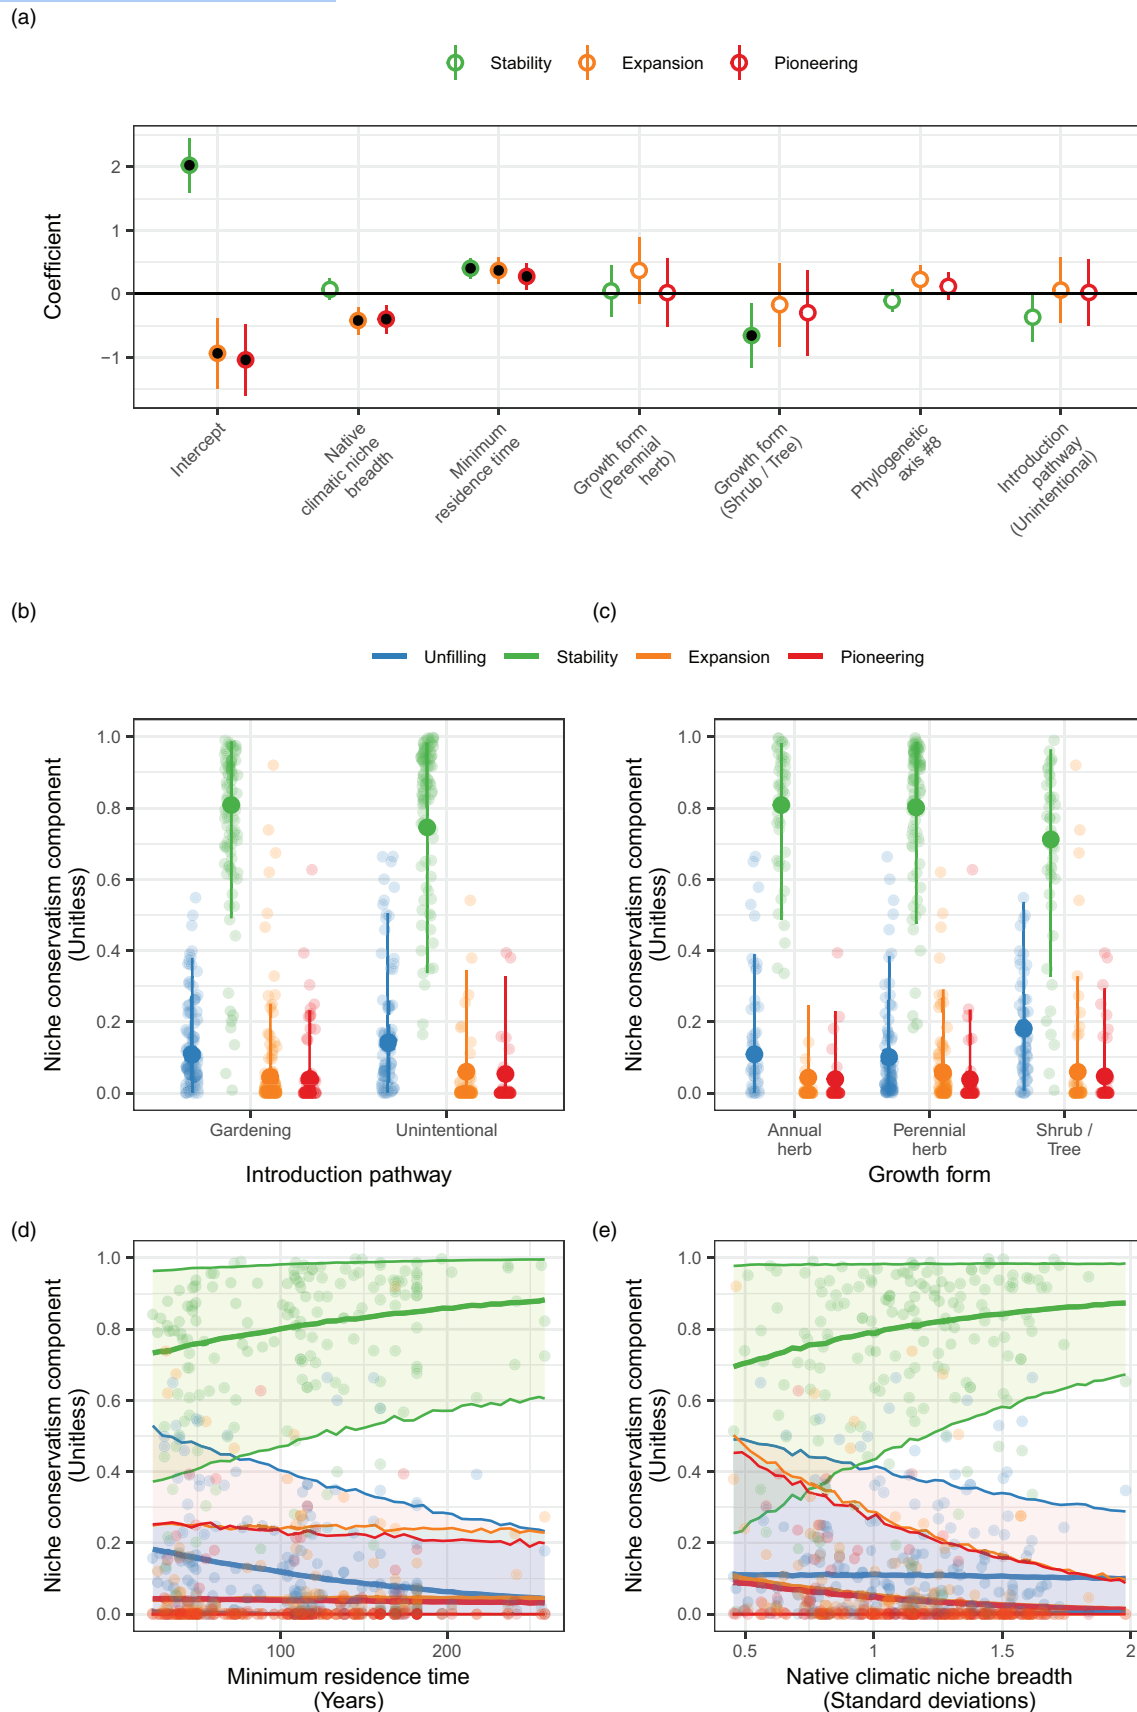 (a)
Stability Expansion Pioneering
Coefficient
2
1
0
−1
Intercept
Native
climatic niche
breadth
Minimum
residence time
Growth form
(Perennial
herb)
Growth form
(Shrub / Tree)
Phylogenetic
axis #8
Introduction
pathway
(Unintentional)
(b)
(c)
Unfilling Stability Expansion Pioneering
Niche conservatism component
(Unitless)
1.0
0.8
0.6
0.4
0.2
0.0
Gardening Unintentional
Introduction pathway
Niche conservatism component
(Unitless)
1.0
0.8
0.6
0.4
0.2
0.0
Annual
herb
Perennial
herb
Shrub /
Tree
Growth form
(d)
Niche conservatism component
(Unitless)
1.0
0.8
0.6
0.4
0.2
0.0
100 200
Minimum residence time
(Years)
(e)
Niche conservatism component
(Unitless)
1.0
0.8
0.6
0.4
0.2
0.0
0.5 1 1.5 2
Native climatic niche breadth
(Standard deviations)